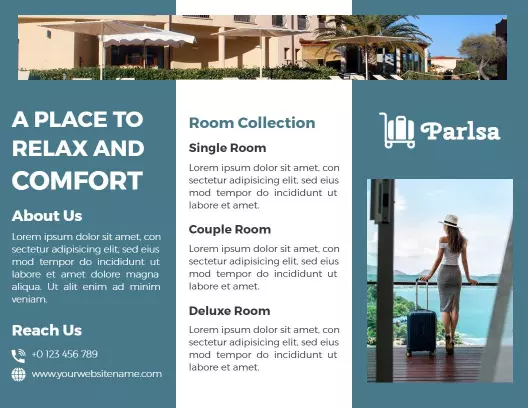 A PLACE TO
RELAX AND
COMFORT
About Us
Lorem ipsum dolor sit amet, con
sectetur adipisicing elit, sed eius
mod tempor do incididunt ut
labore et amet dolore magna
aliqua. Ut alit enim ad minim
veniam.
Reach Us
+0 123 456 789
www.yourwebsitename.com
Room Collection
Single Room
Lorem ipsum dolor sit amet, con
sectetur adipisicing elit, sed eius
mod tempor do incididunt ut
labore et amet.
Couple Room
Lorem ipsum dolor sit amet, con
sectetur adipisicing elit, sed eius
mod tempor do incididunt ut
labore et amet.
Deluxe Room
Lorem ipsum dolor sit amet, con
sectetur adipisicing elit, sed eius
mod tempor do incididunt ut
labore et amet.
Parlsa